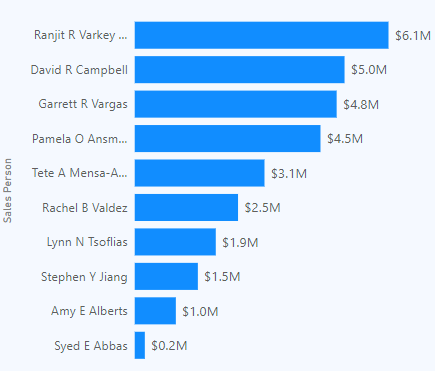 Sales Person
Ranjit R Varkey ... $6.1M
David R Campbell $5.0M
Garrett R Vargas $4.8M
Pamela O Ansm... $4.5M
Tete A Mensa-A... $3.1M
Rachel B Valdez $2.5M
Lynn N Tsoflias $1.9M
Stephen Y Jiang $1.5M
Amy E Alberts $1.0M
Syed E Abbas $0.2M